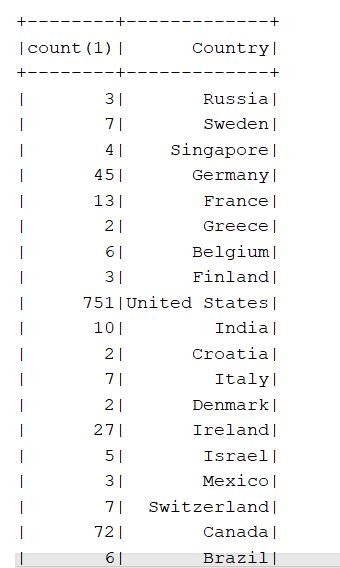 +--------+-------------+
|count(1)|      Country|
+--------+-------------+
|       3|       Russia|
|       7|       Sweden|
|       4|    Singapore|
|      45|      Germany|
|      13|       France|
|       2|       Greece|
|       6|      Belgium|
|       3|      Finland|
|     751|United States|
|      10|        India|
|       2|      Croatia|
|       7|        Italy|
|       2|      Denmark|
|      27|      Ireland|
|       5|       Israel|
|       3|       Mexico|
|       7|  Switzerland|
|      72|       Canada|
|       6|       Brazil|